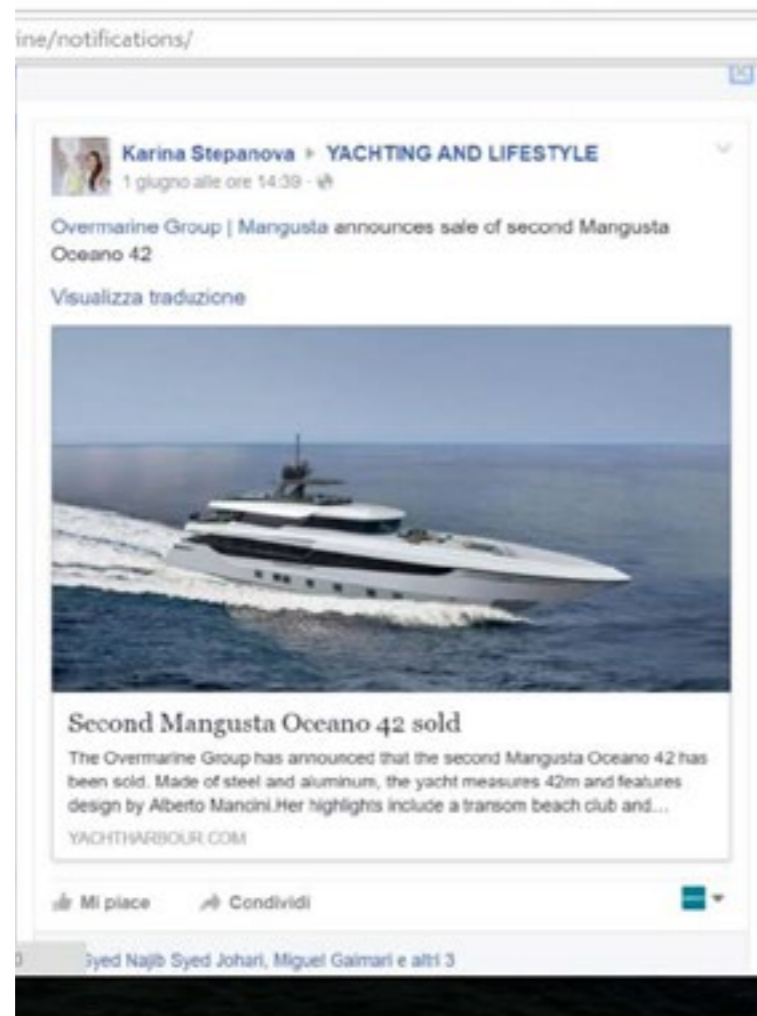 ine/notifications/
Karina Stepanova ▸ YACHTING AND LIFESTYLE
1 giugno alle ore 14:39 ·
Overmarine Group | Mangusta announces sale of second Mangusta
Oceano 42
Visualizza traduzione
Second Mangusta Oceano 42 sold
The Overmarine Group has announced that the second Mangusta Oceano 42 has
been sold. Made of steel and aluminum, the yacht measures 42m and features
design by Alberto Mancini.Her highlights include a transom beach club and...
YACHTHARBOUR.COM
Mi piace Condividi
Syed Najib Syed Johari, Miguel Gaimari e altri 3